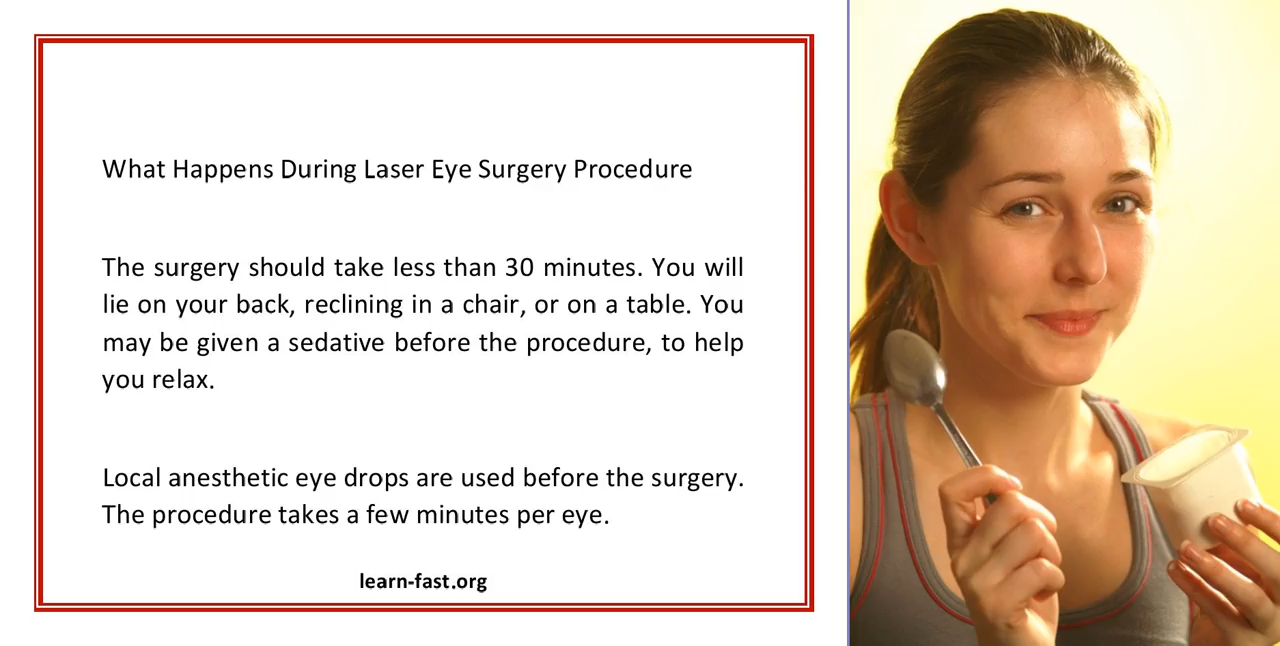 What Happens During Laser Eye Surgery Procedure
The surgery should take less than 30 minutes. You will
lie on your back, reclining in a chair, or on a table. You
may be given a sedative before the procedure, to help
you relax.
Local anesthetic eye drops are used before the surgery.
The procedure takes a few minutes per eye.
learn-fast.org